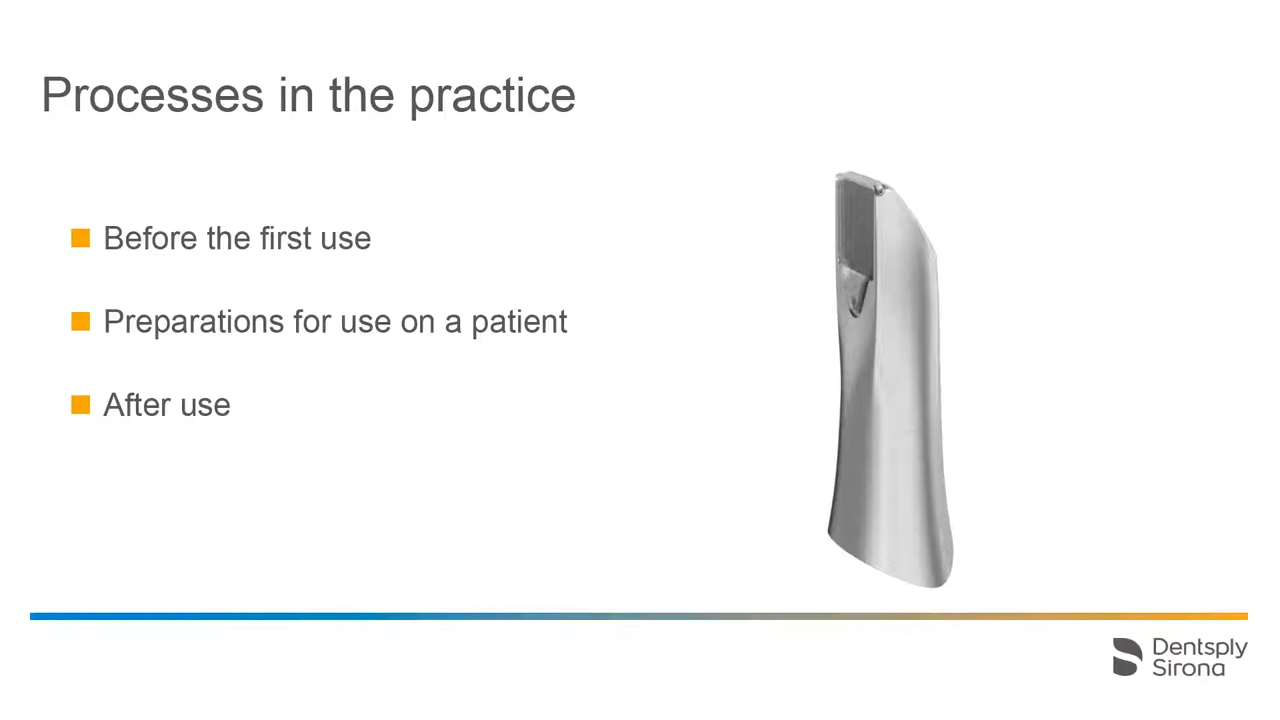 Processes in the practice
Before the first use
Preparations for use on a patient
After use
Dentsply
Sirona